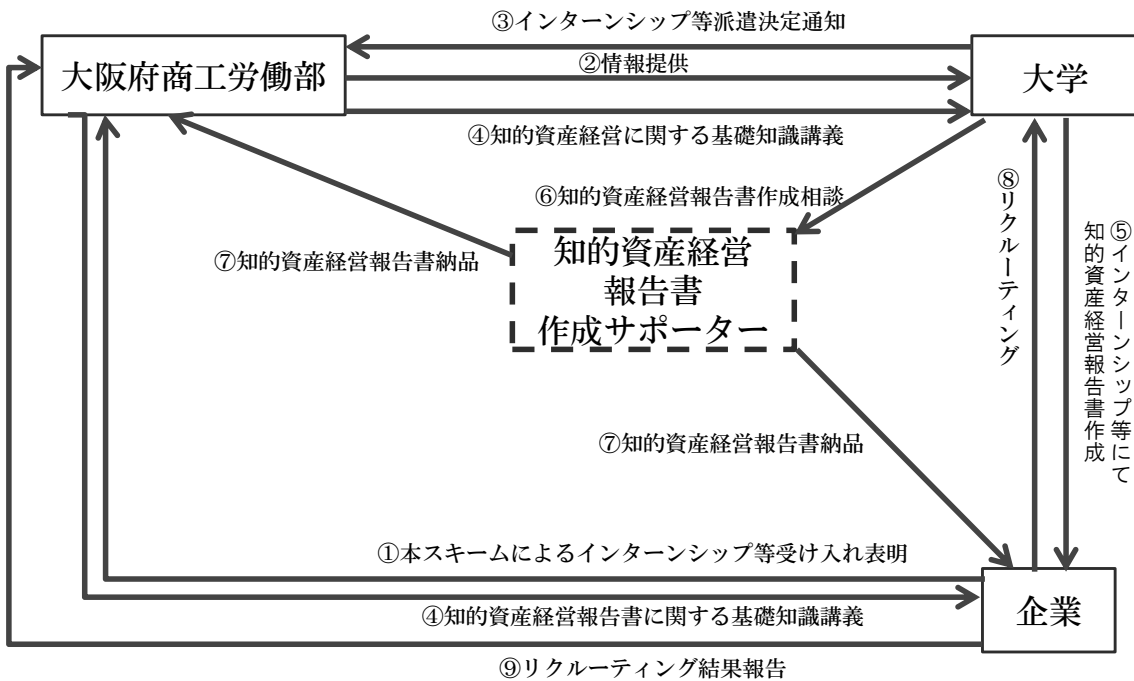 ③インターンシップ等派遣決定通知
大阪府商工労働部
②情報提供
大学
④知的資産経営に関する基礎知識講義
⑥知的資産経営報告書作成相談
⑧リクルーティング
⑤インターンシップ等にて
知的資産経営報告書作成
⑦知的資産経営報告書納品
知的資産経営
報告書
作成サポーター
⑦知的資産経営報告書納品
①本スキームによるインターンシップ等受け入れ表明
企業
④知的資産経営報告書に関する基礎知識講義
⑨リクルーティング結果報告